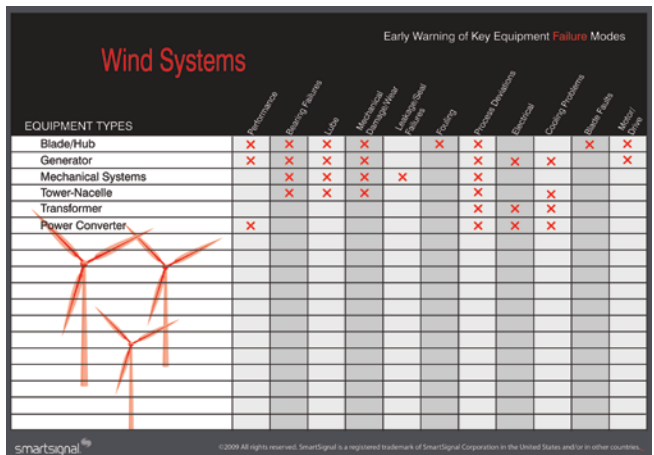 Early Warning of Key Equipment Failure Modes
Wind Systems
EQUIPMENT TYPES
Performance
Bearing Failures
Lube
Mechanical
Damage/Wear
Leakage/Seal
Failures
Fouling
Process Deviations
Electrical
Cooling Problems
Blade Faults
Motor/
Drive
Blade/Hub × × × × × × × ×
Generator × × × × × × × ×
Mechanical Systems × × × × ×
Tower-Nacelle × × × × ×
Transformer × × ×
Power Converter × × × ×
smartsignal
©2009 All rights reserved. SmartSignal is a registered trademark of SmartSignal Corporation in the United States and/or in other countries.